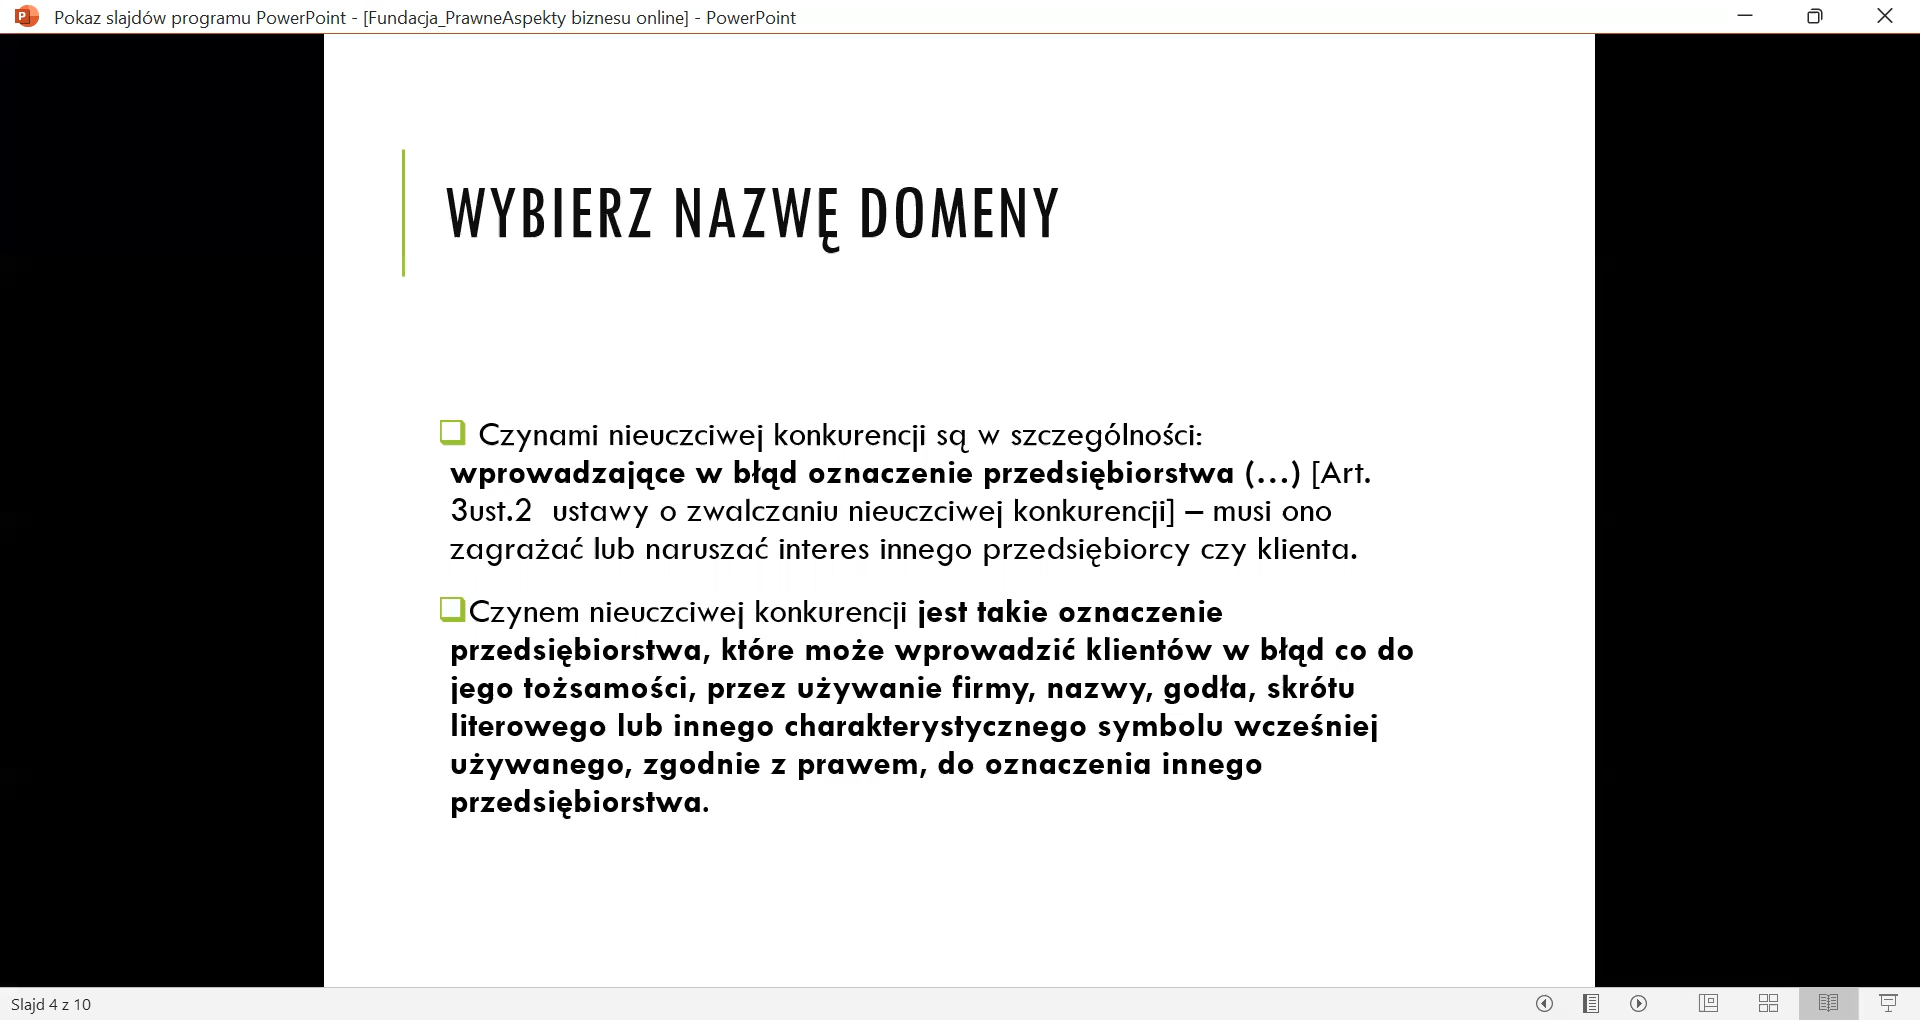 Pokaz slajdów programu PowerPoint - [Fundacja_PrawneAspekty biznesu online] - PowerPoint
WYBIERZ NAZWĘ DOMENY
Czynami nieuczciwej konkurencji są w szczególności:
wprowadzające w błąd oznaczenie przedsiębiorstwa (...) [Art.
3ust.2 ustawy o zwalczaniu nieuczciwej konkurencji] – musi ono
zagrażać lub naruszać interes innego przedsiębiorcy czy klienta.
Czynem nieuczciwej konkurencji jest takie oznaczenie
przedsiębiorstwa, które może wprowadzić klientów w błąd co do
jego tożsamości, przez używanie firmy, nazwy, godła, skrótu
literowego lub innego charakterystycznego symbolu wcześniej
używanego, zgodnie z prawem, do oznaczenia innego
przedsiębiorstwa.
Slajd 4 z 10